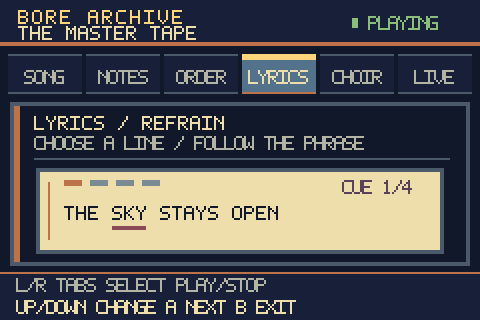 BORE ARCHIVE
THE MASTER TAPE
PLAYING
SONG NOTES ORDER LYRICS CHOIR LIVE
LYRICS / REFRAIN
CHOOSE A LINE / FOLLOW THE PHRASE
CUE 1/4
THE SKY STAYS OPEN
L/R TABS SELECT PLAY/STOP
UP/DOWN CHANGE A NEXT B EXIT